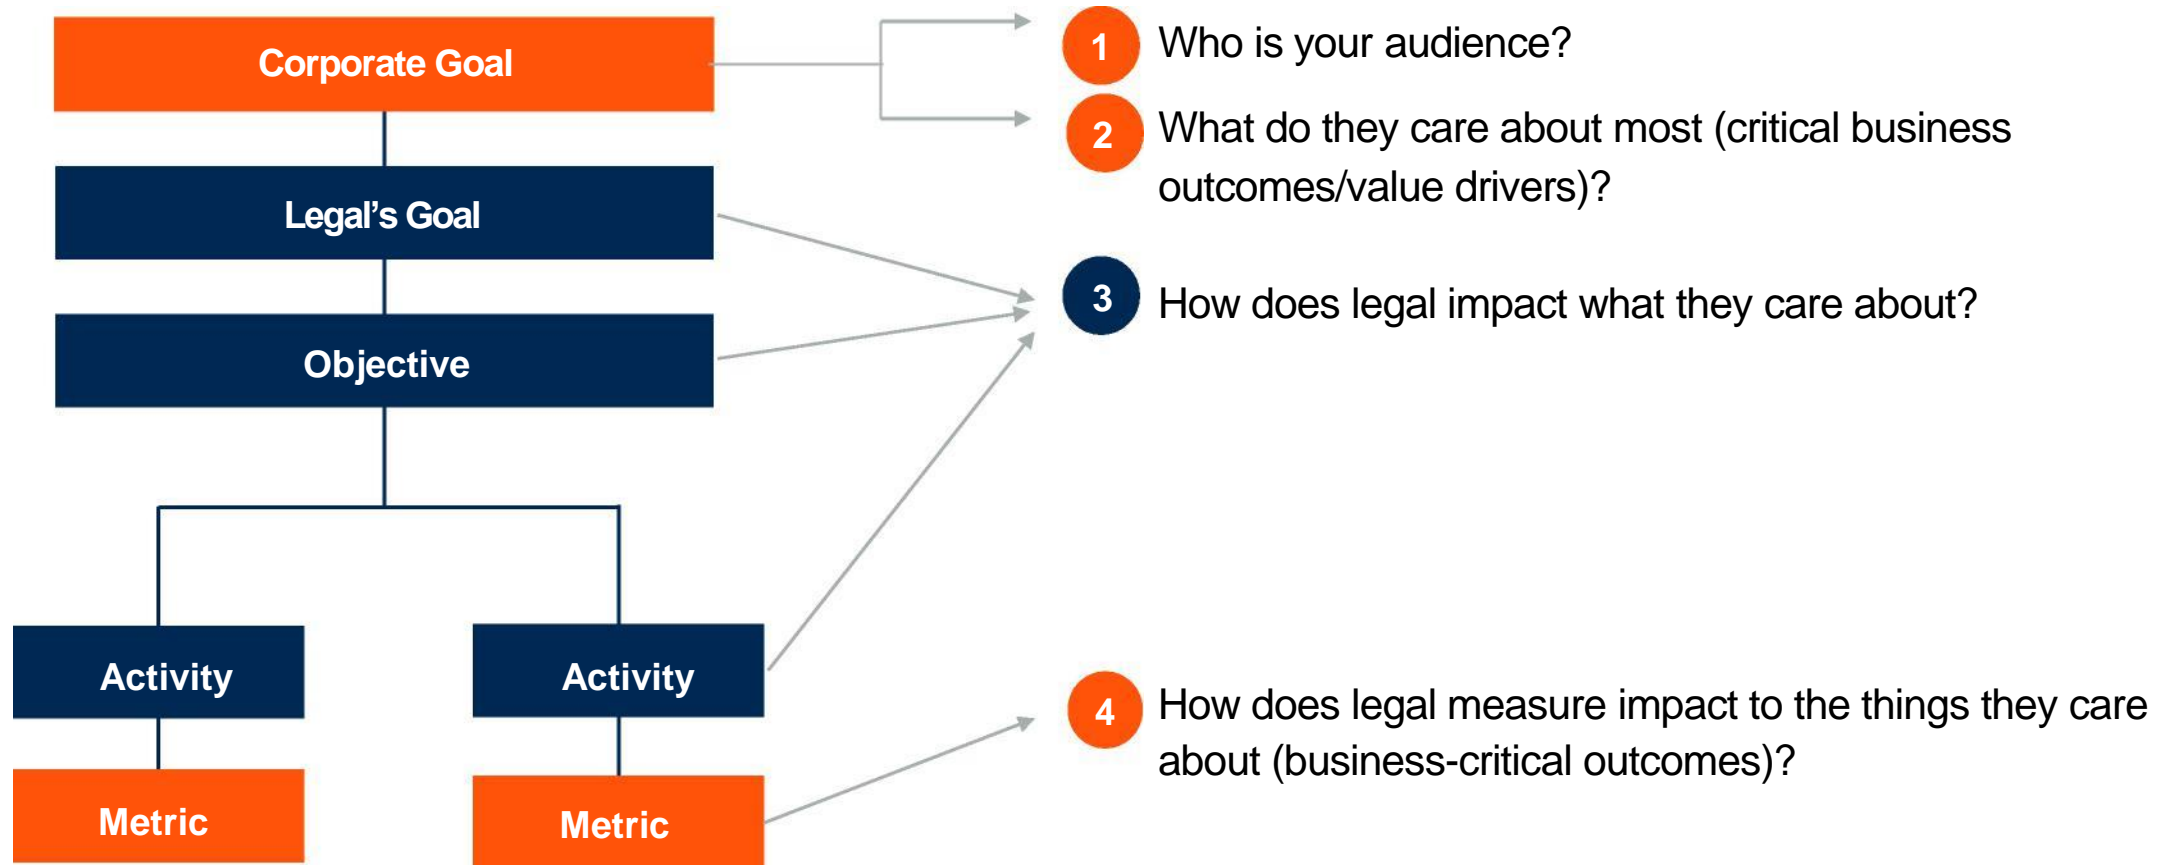 Corporate Goal
Legal's Goal
Objective
Activity
Activity
Metric
Metric
1 Who is your audience?
2 What do they care about most (critical business
outcomes/value drivers)?
3 How does legal impact what they care about?
4 How does legal measure impact to the things they care
about (business-critical outcomes)?